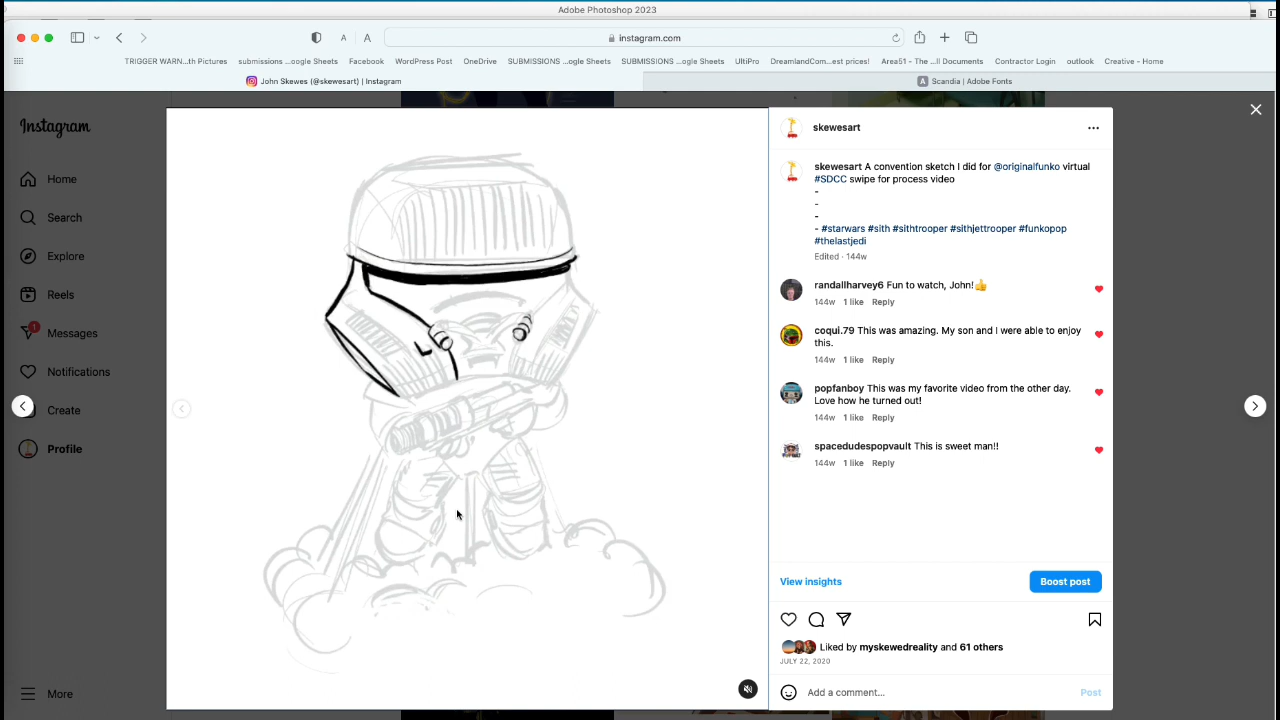 Adobe Photoshop 2023
A A
instagram.com
TRIGGER WARN...th Pictures submissions ...ogle Sheets Facebook WordPress Post OneDrive SUBMISSIONS ...ogle Sheets SUBMISSIONS ...ogle Sheets UltiPro DreamlandCom...est prices! Area51 - The ...ll Documents Contractor Login outlook Creative - Home
John Skewes (@skewesart) | Instagram
A Scandia | Adobe Fonts
Instagram
Home
Search
Explore
Reels
1
Messages
Notifications
Create
Profile
More
skewesart
skewesart A convention sketch I did for @originalfunko virtual
#SDCC swipe for process video
-
-
-
- #starwars #sith #sithtrooper #sithjettrooper #funkopop
#thelastjedi
Edited · 144w
randallharvey6 Fun to watch, John!👍
144w 1 like Reply
coqui.79 This was amazing. My son and I were able to enjoy
this.
144w 1 like Reply
popfanboy This was my favorite video from the other day.
Love how he turned out!
144w 1 like Reply
spacedudespopvault This is sweet man!!
144w 1 like Reply
View insights
Boost post
Liked by myskewedreality and 61 others
JULY 22, 2020
Add a comment...
Post